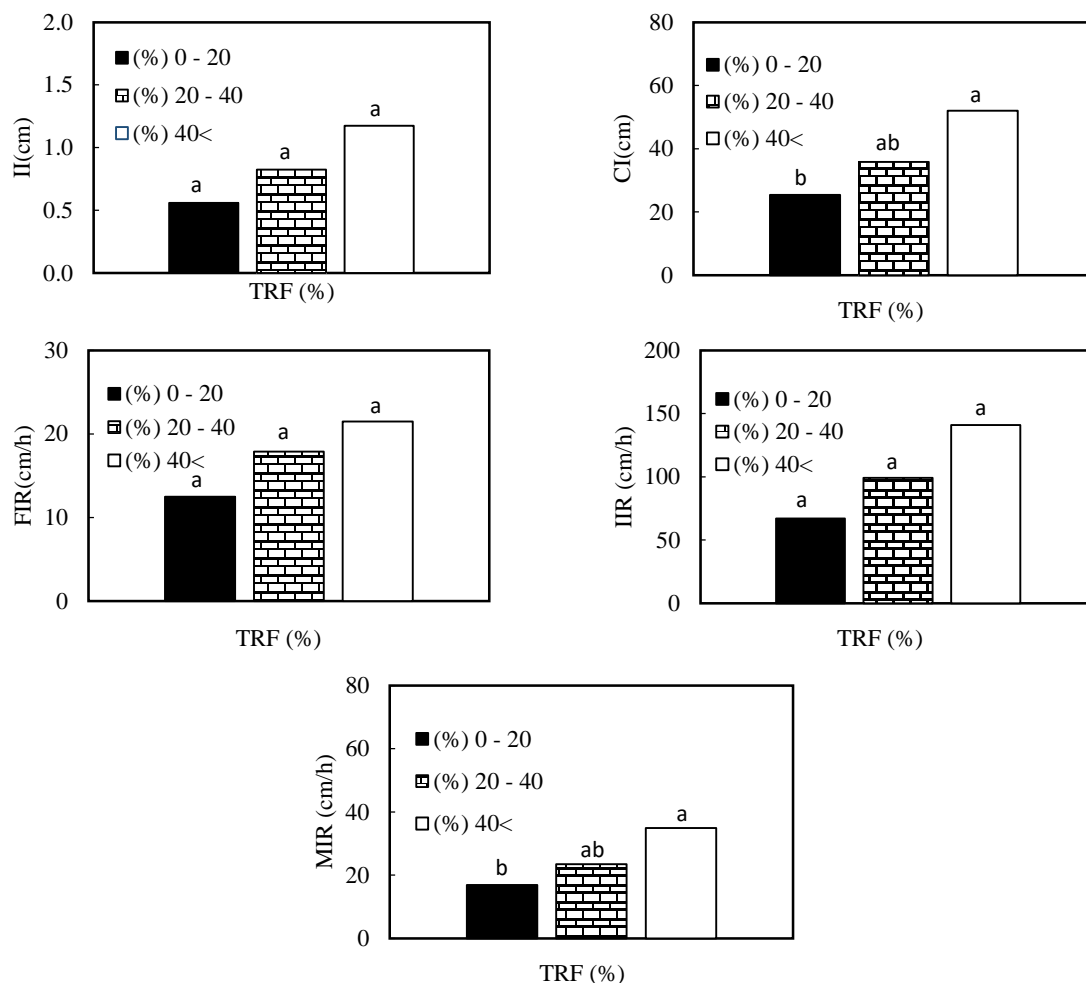 II(cm)
2.0
1.5
1.0
0.5
0.0
(%) 0 - 20
(%) 20 - 40
(%) 40<
a
a
a
TRF (%)
CI(cm)
80
60
40
20
0
(%) 0 - 20
(%) 20 - 40
(%) 40<
b
ab
a
TRF (%)
FIR(cm/h)
30
20
10
0
(%) 0 - 20
(%) 20 - 40
(%) 40<
a
a
a
TRF (%)
IIR (cm/h)
200
150
100
50
0
(%) 0 - 20
(%) 20 - 40
(%) 40<
a
a
a
TRF (%)
MIR (cm/h)
80
60
40
20
0
(%) 0 - 20
(%) 20 - 40
(%) 40<
b
ab
a
TRF (%)